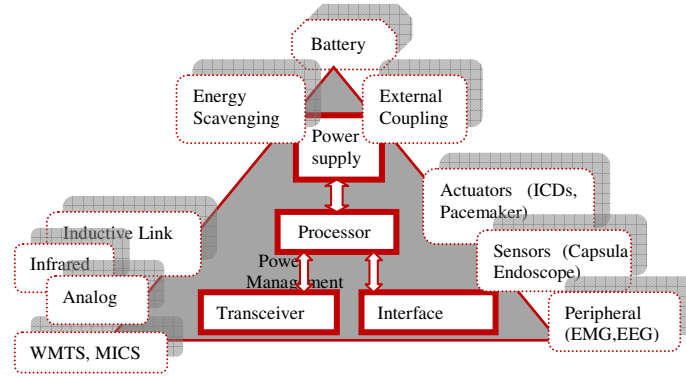 Battery
Energy
Scavenging
External
Coupling
Power
supply
Actuators (ICDs,
Pacemaker)
Inductive Link
Processor
Sensors (Capsula
Endoscope)
Infrared
Power
Management
Analog
Transceiver
Interface
Peripheral
(EMG,EEG)
WMTS, MICS